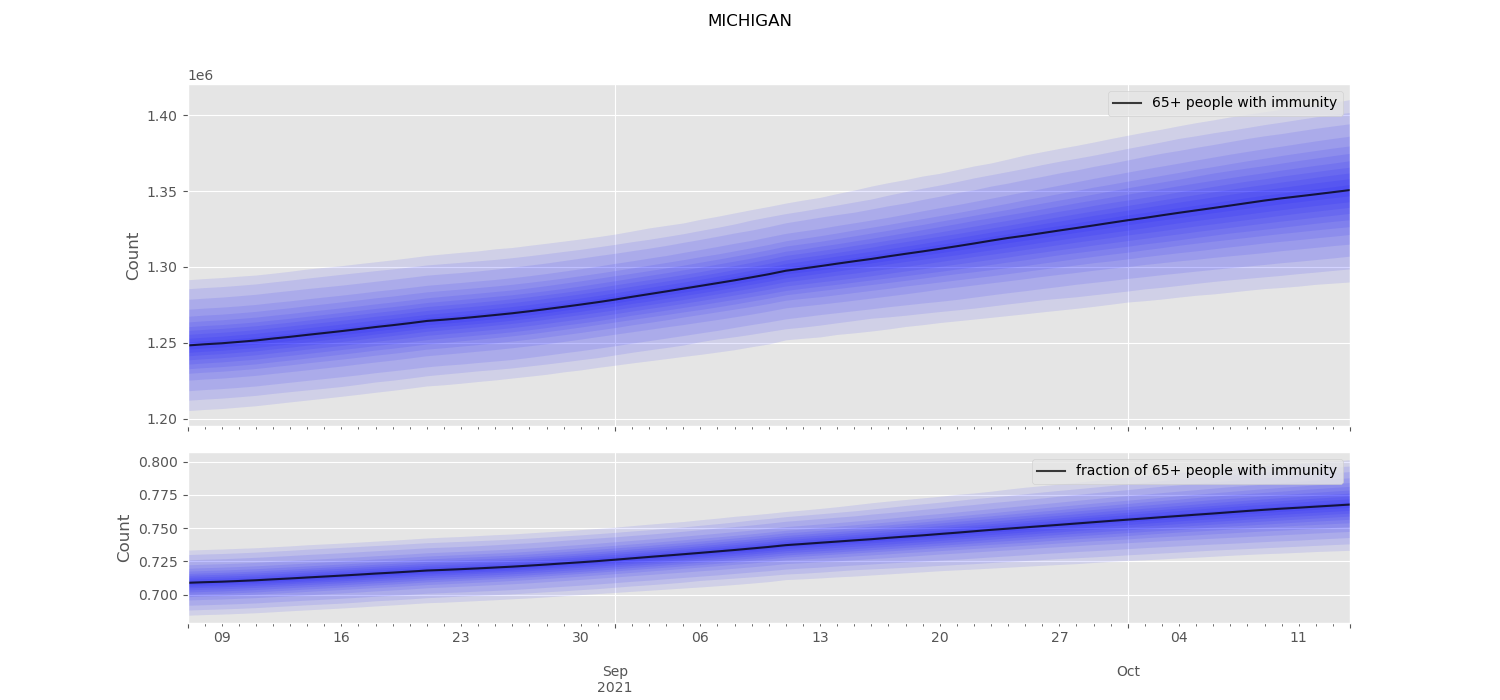 MICHIGAN
1e6
65+ people with immunity
1.40
1.35
1.30
1.25
1.20
Count
fraction of 65+ people with immunity
0.800
0.775
0.750
0.725
0.700
Count
09 16 23 30 06 13 20 27 04 11
Sep Oct
2021